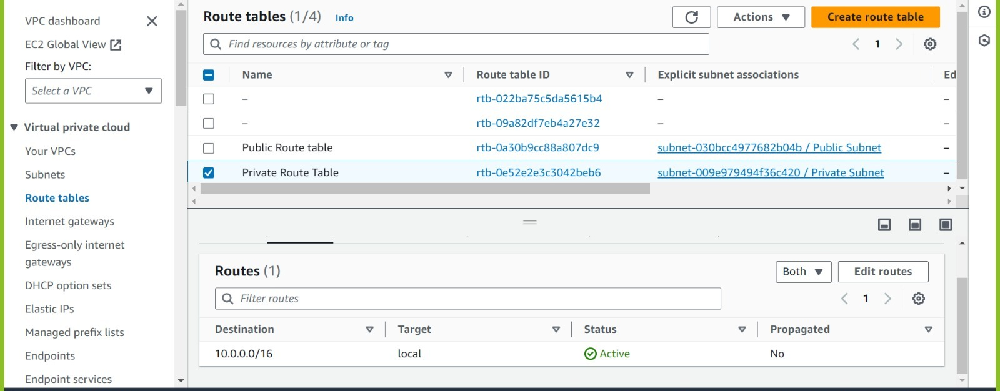 VPC dashboard
EC2 Global View
Filter by VPC:
Select a VPC
Virtual private cloud
Your VPCs
Subnets
Route tables
Internet gateways
Egress-only internet
gateways
DHCP option sets
Elastic IPs
Managed prefix lists
Endpoints
Endpoint services
Route tables (1/4) Info
Actions
Create route table
Find resources by attribute or tag
1
Name Route table ID Explicit subnet associations Ed
– rtb-022ba75c5da5615b4 – –
– rtb-09a82df7eb4a27e32 – –
Public Route table rtb-0a30b9cc88a807dc9 subnet-030bcc4977682b04b / Public Subnet –
Private Route Table rtb-0e52e2e3c3042beb6 subnet-009e979494f36c420 / Private Subnet –
Routes (1)
Both
Edit routes
Filter routes
1
Destination Target Status Propagated
10.0.0.0/16 local Active No